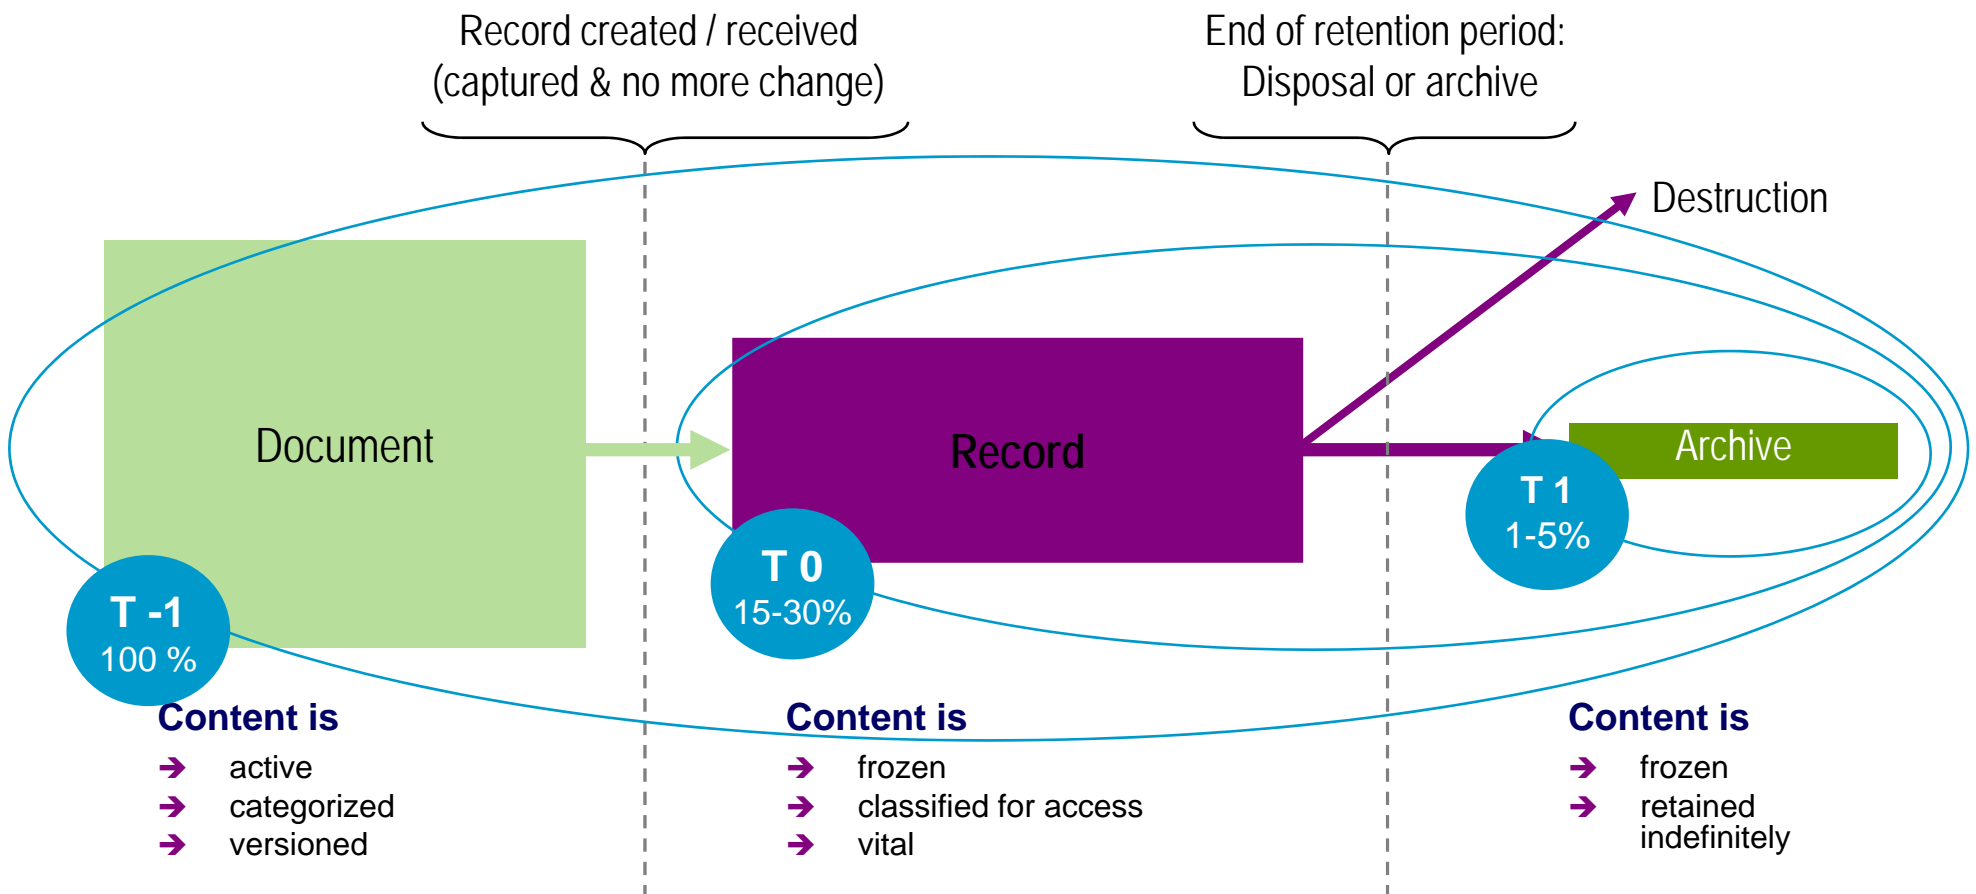 Record created / received
(captured & no more change)
End of retention period:
Disposal or archive
Destruction
Document
Record
Archive
T -1
100 %
T 0
15-30%
T 1
1-5%
Content is
➔ active
➔ categorized
➔ versioned
Content is
➔ frozen
➔ classified for access
➔ vital
Content is
➔ frozen
➔ retained
indefinitely